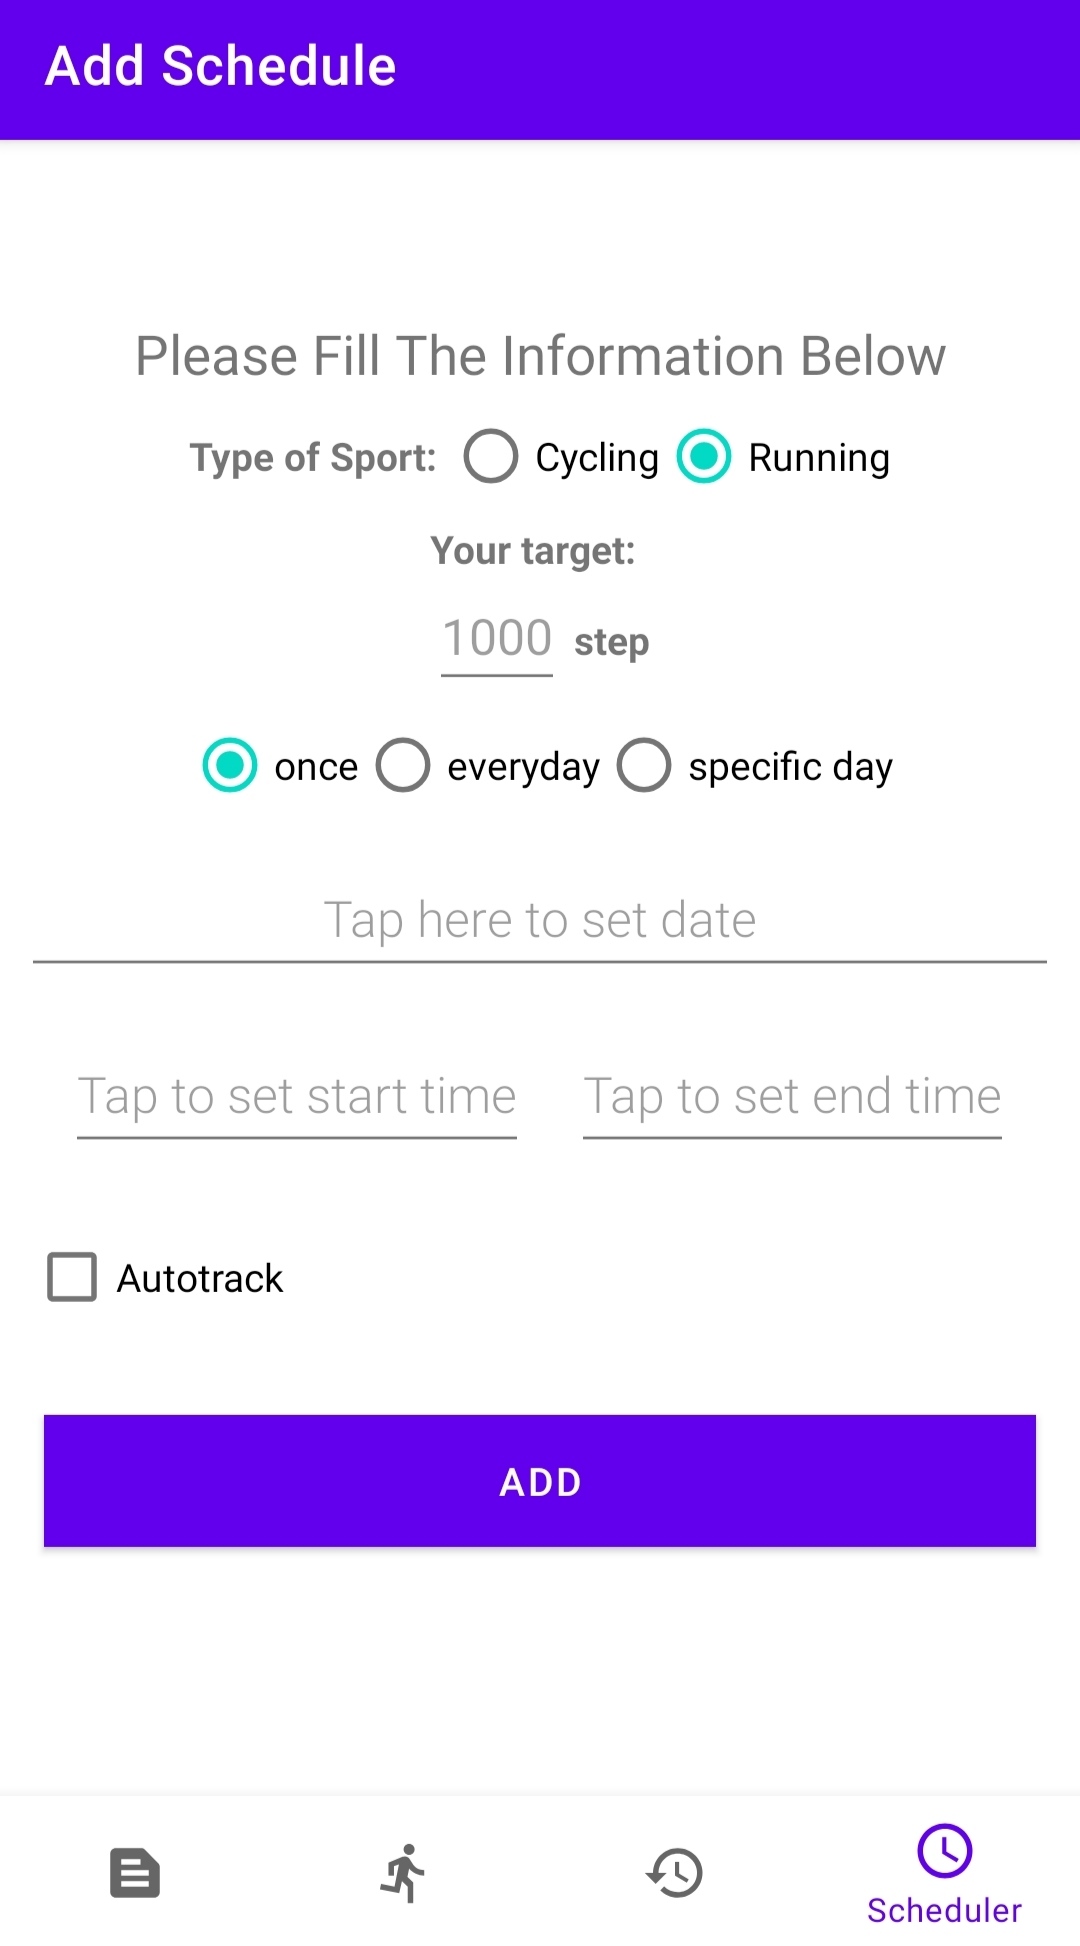 Add Schedule
Please Fill The Information Below
Type of Sport: Cycling Running
Your target:
1000 step
once everyday specific day
Tap here to set date
Tap to set start time Tap to set end time
Autotrack
ADD
Scheduler